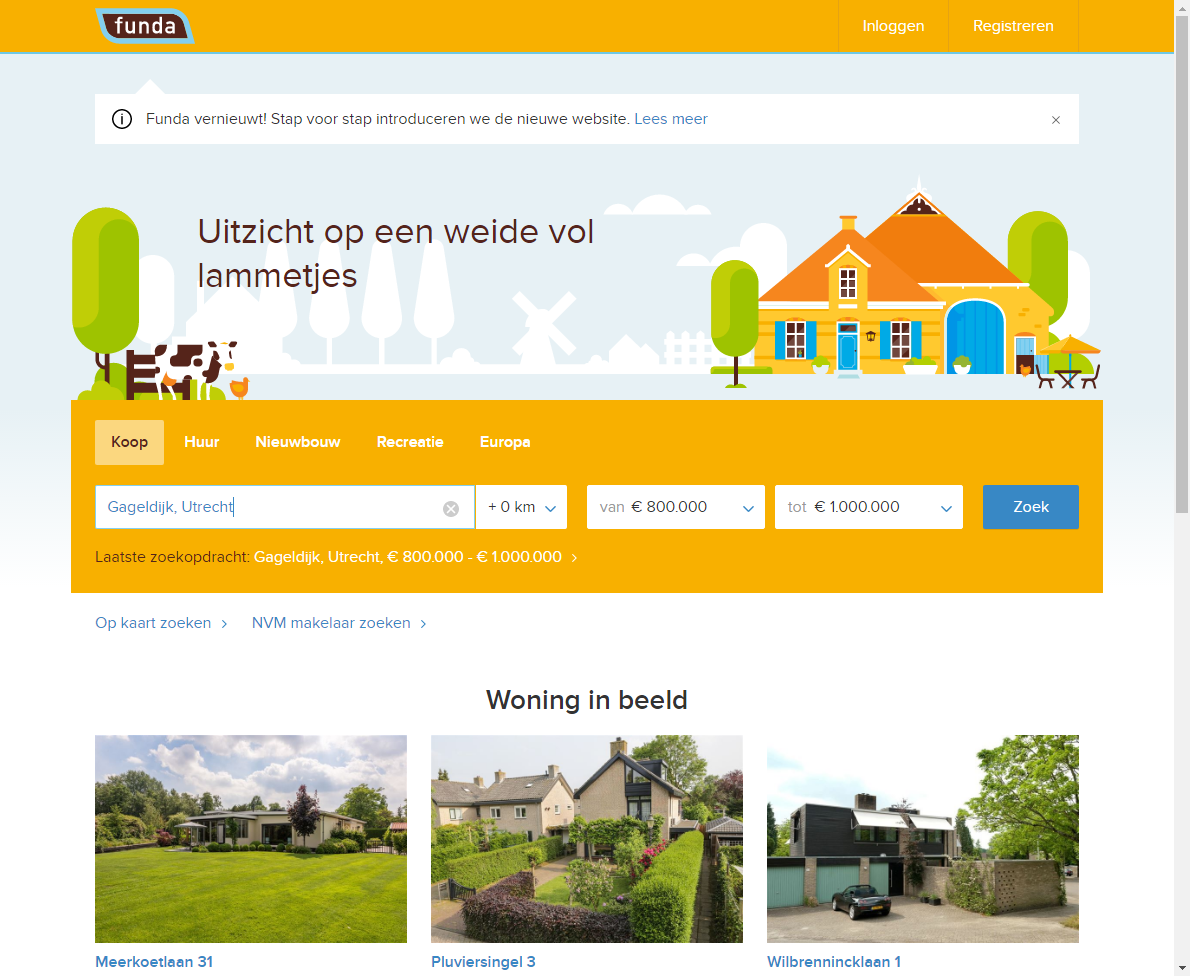 funda
Inloggen Registreren
Funda vernieuwt! Stap voor stap introduceren we de nieuwe website. Lees meer
Uitzicht op een weide vol
lammetjes
Koop Huur Nieuwbouw Recreatie Europa
Gageldijk, Utrecht + 0 km van € 800.000 tot € 1.000.000 Zoek
Laatste zoekopdracht: Gageldijk, Utrecht, € 800.000 - € 1.000.000
Op kaart zoeken NVM makelaar zoeken
Woning in beeld
Meerkoetlaan 31 Pluviersingel 3 Wilbrennincklaan 1